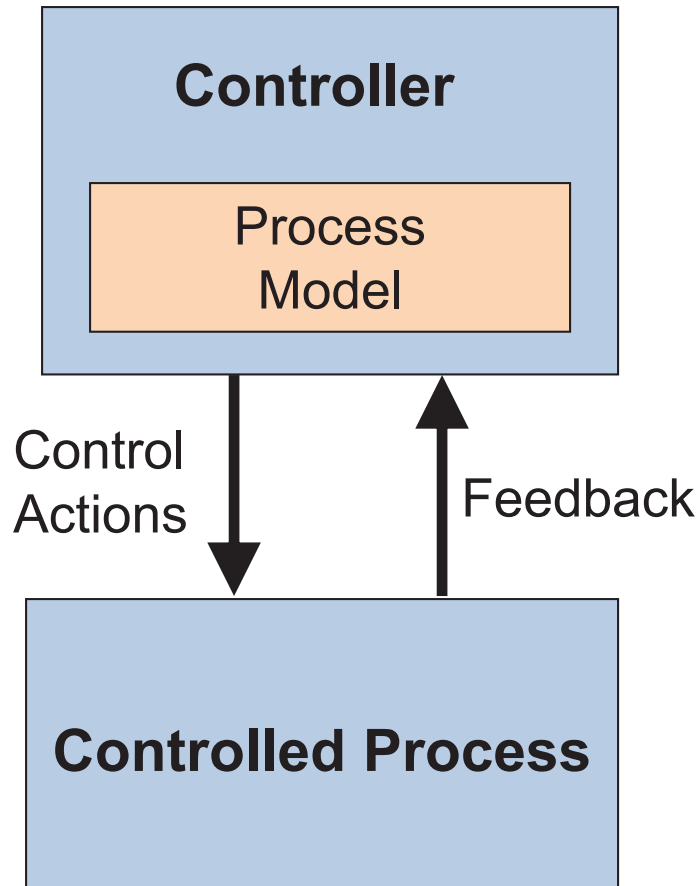 Controller
Process
Model
Control
Actions
Feedback
Controlled Process